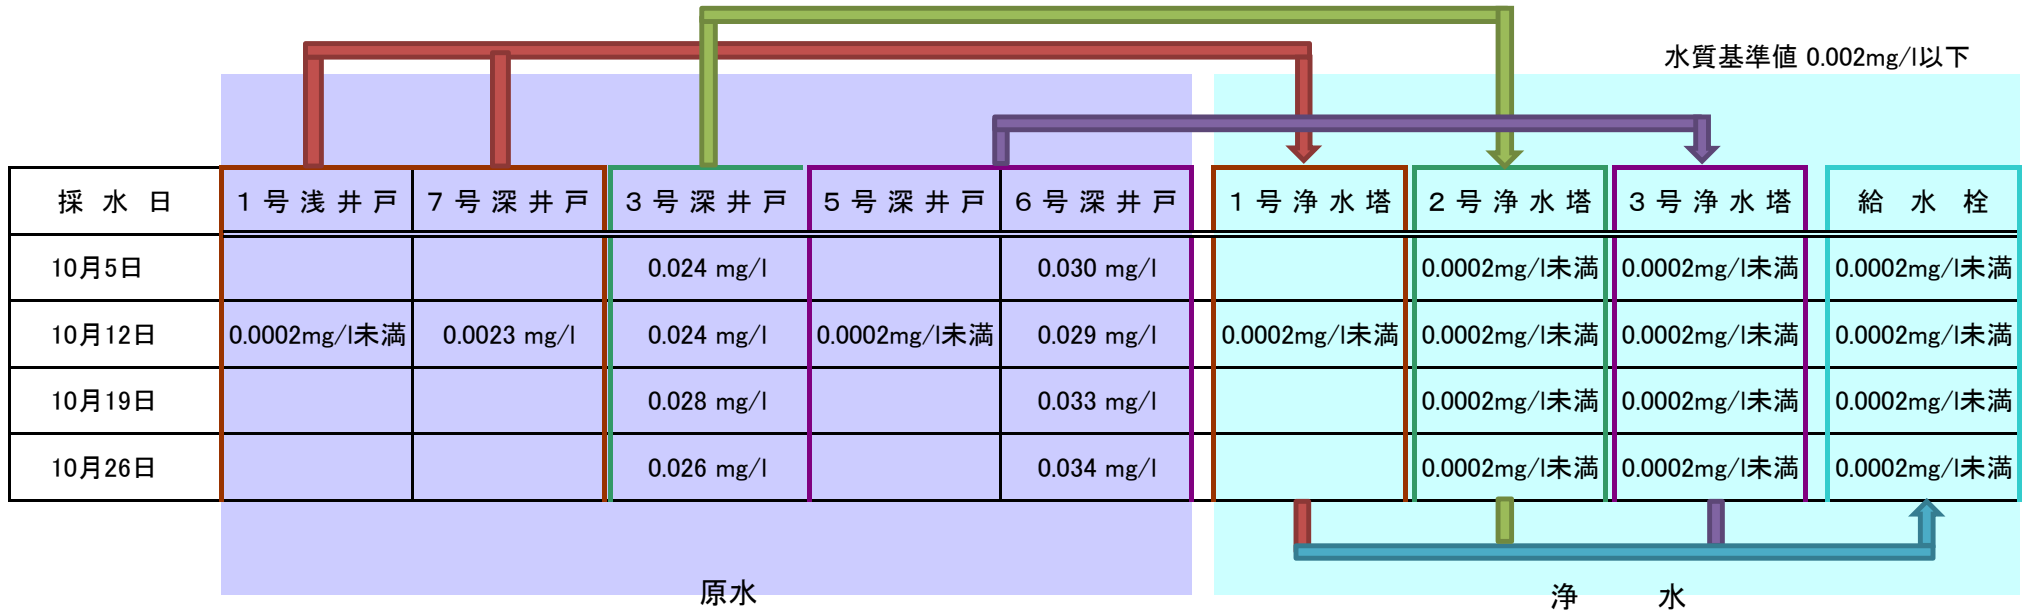 水質基準値 0.002mg/l以下
採 水 日 1 号 浅 井 戸 7 号 深 井 戸 3 号 深 井 戸 5 号 深 井 戸 6 号 深 井 戸 1 号 浄 水 塔 2 号 浄 水 塔 3 号 浄 水 塔 給 水 栓
10月5日 0.024 mg/l 0.030 mg/l 0.0002mg/l未満 0.0002mg/l未満 0.0002mg/l未満
10月12日 0.0002mg/l未満 0.0023 mg/l 0.024 mg/l 0.0002mg/l未満 0.029 mg/l 0.0002mg/l未満 0.0002mg/l未満 0.0002mg/l未満 0.0002mg/l未満
10月19日 0.028 mg/l 0.033 mg/l 0.0002mg/l未満 0.0002mg/l未満 0.0002mg/l未満
10月26日 0.026 mg/l 0.034 mg/l 0.0002mg/l未満 0.0002mg/l未満 0.0002mg/l未満
原水 浄 水